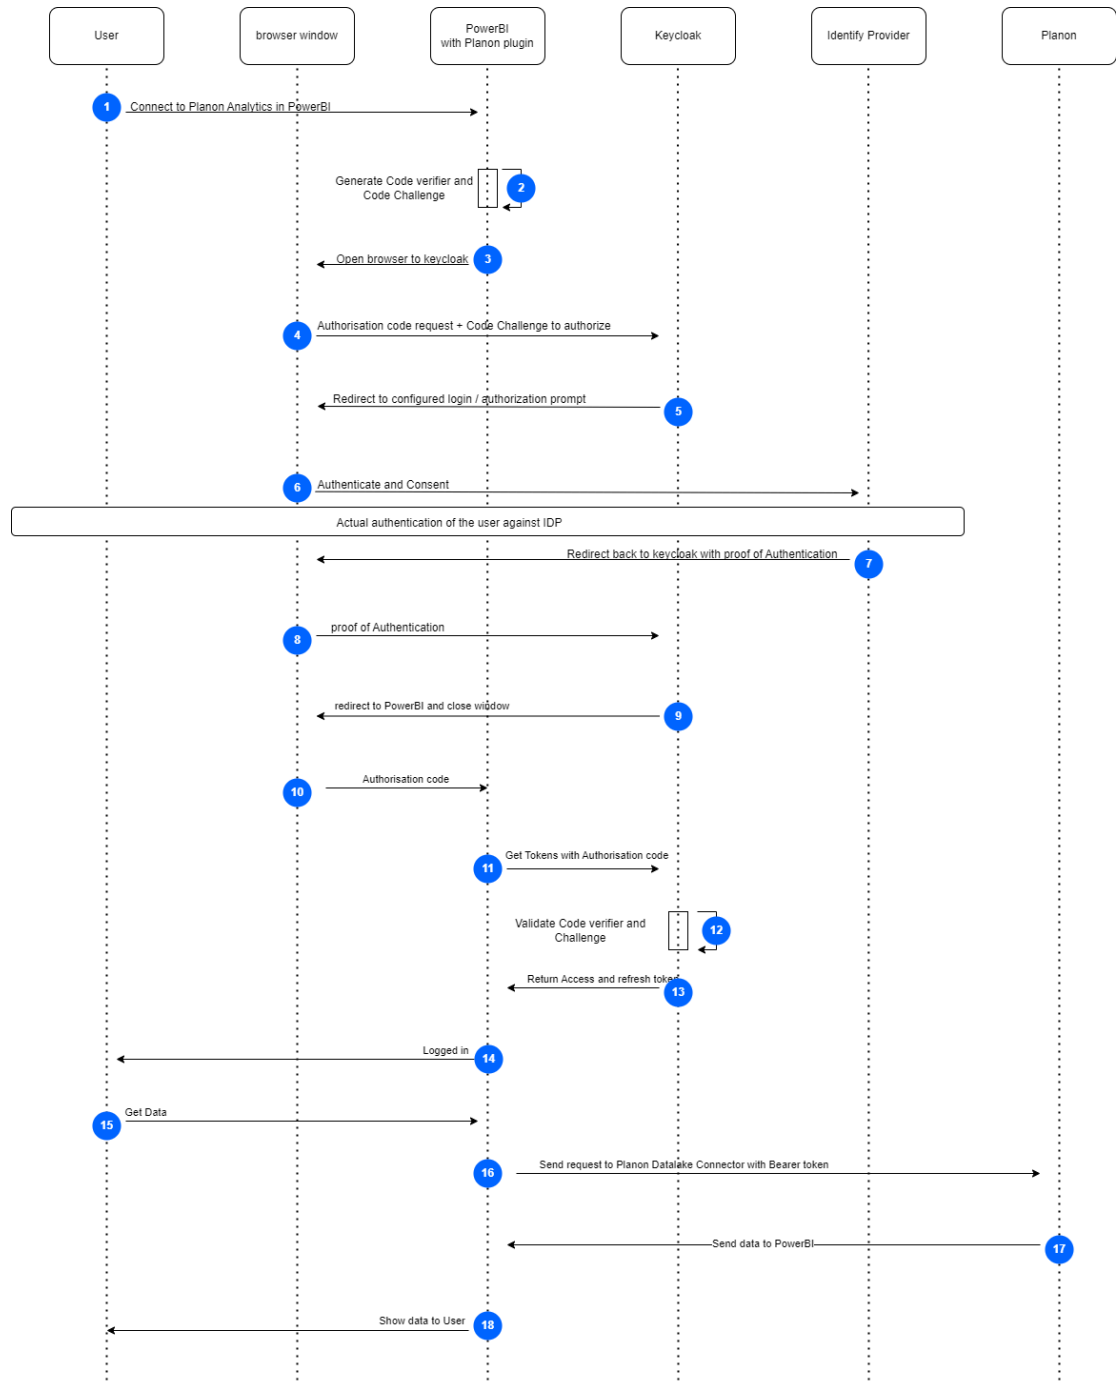 User
browser window
PowerBI
with Planon plugin
Keycloak
Identify Provider
Planon
1
Connect to Planon Analytics in PowerBI
Generate Code verifier and
Code Challenge
2
Open browser to keycloak
3
4
Authorisation code request + Code Challenge to authorize
Redirect to configured login / authorization prompt
5
6
Authenticate and Consent
Actual authentication of the user against IDP
Redirect back to keycloak with proof of Authentication
7
8
proof of Authentication
redirect to PowerBI and close window
9
10
Authorisation code
11
Get Tokens with Authorisation code
Validate Code verifier and
Challenge
12
Return Access and refresh token
13
Logged in
14
15
Get Data
16
Send request to Planon Datalake Connector with Bearer token
Send data to PowerBI
17
Show data to User
18